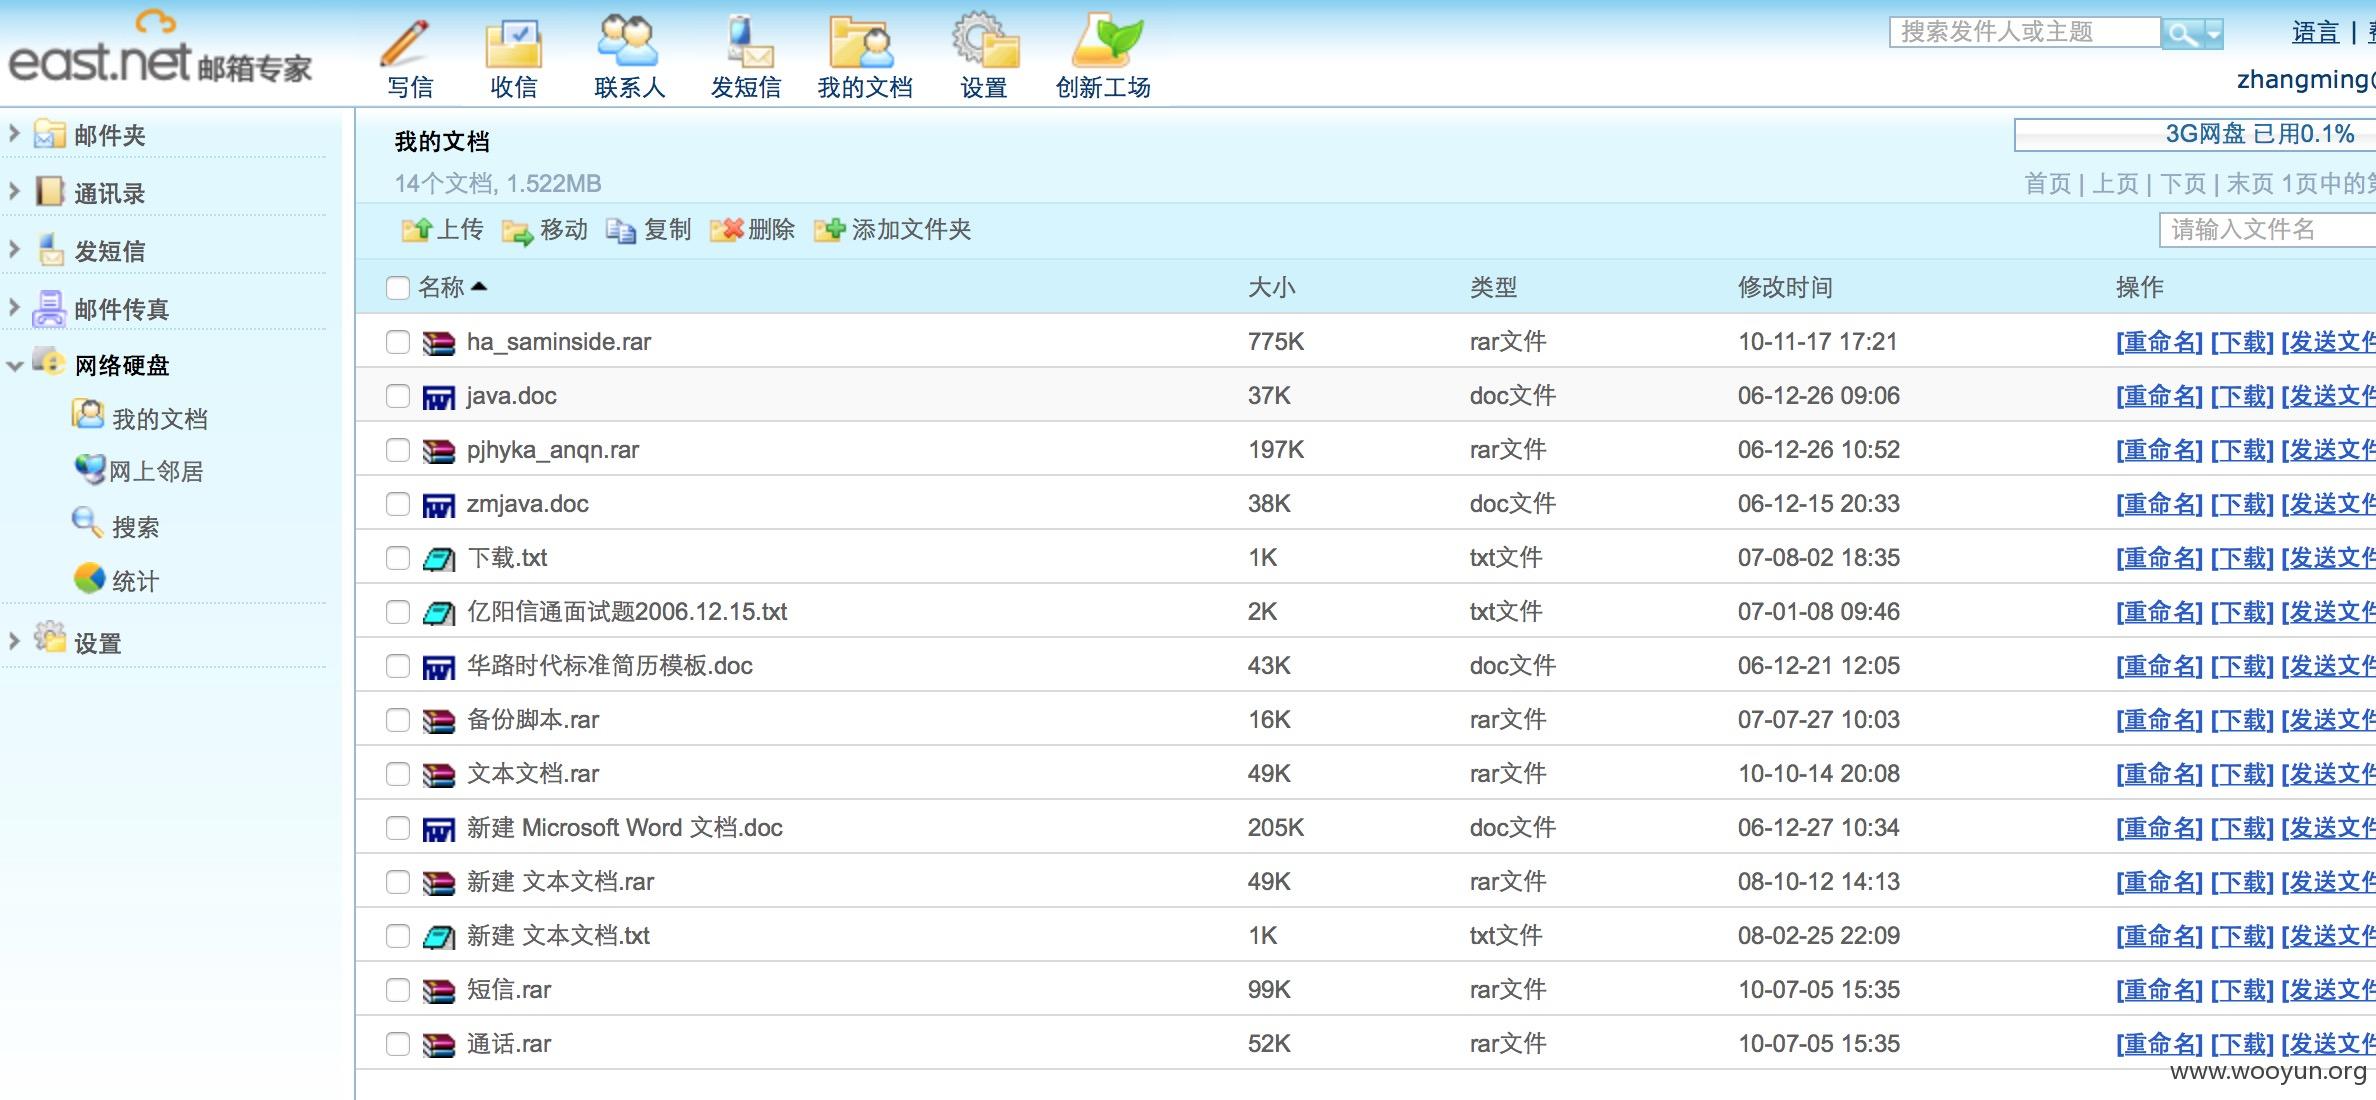 east.net 邮箱专家
写信 收信 联系人 发短信 我的文档 设置 创新工场
搜索发件人或主题
语言 |
zhangming
邮件夹
通讯录
发短信
邮件传真
网络硬盘
我的文档
网上邻居
搜索
统计
设置
我的文档
3G网盘 已用0.1%
14个文档, 1.522MB
首页 | 上页 | 下页 | 末页 1页中的第
上传 移动 复制 删除 添加文件夹
请输入文件名
名称 大小 类型 修改时间 操作
ha_saminside.rar 775K rar文件 10-11-17 17:21 [重命名] [下载] [发送文件
java.doc 37K doc文件 06-12-26 09:06 [重命名] [下载] [发送文件
pjhyka_anqn.rar 197K rar文件 06-12-26 10:52 [重命名] [下载] [发送文件
zmjava.doc 38K doc文件 06-12-15 20:33 [重命名] [下载] [发送文件
下载.txt 1K txt文件 07-08-02 18:35 [重命名] [下载] [发送文件
亿阳信通面试题2006.12.15.txt 2K txt文件 07-01-08 09:46 [重命名] [下载] [发送文件
华路时代标准简历模板.doc 43K doc文件 06-12-21 12:05 [重命名] [下载] [发送文件
备份脚本.rar 16K rar文件 07-07-27 10:03 [重命名] [下载] [发送文件
文本文档.rar 49K rar文件 10-10-14 20:08 [重命名] [下载] [发送文件
新建 Microsoft Word 文档.doc 205K doc文件 06-12-27 10:34 [重命名] [下载] [发送文件
新建 文本文档.rar 49K rar文件 08-10-12 14:13 [重命名] [下载] [发送文件
新建 文本文档.txt 1K txt文件 08-02-25 22:09 [重命名] [下载] [发送文件
短信.rar 99K rar文件 10-07-05 15:35 [重命名] [下载] [发送文件
通话.rar 52K rar文件 10-07-05 15:35 [重命名] [下载] [发送文件
www.wooyun.org